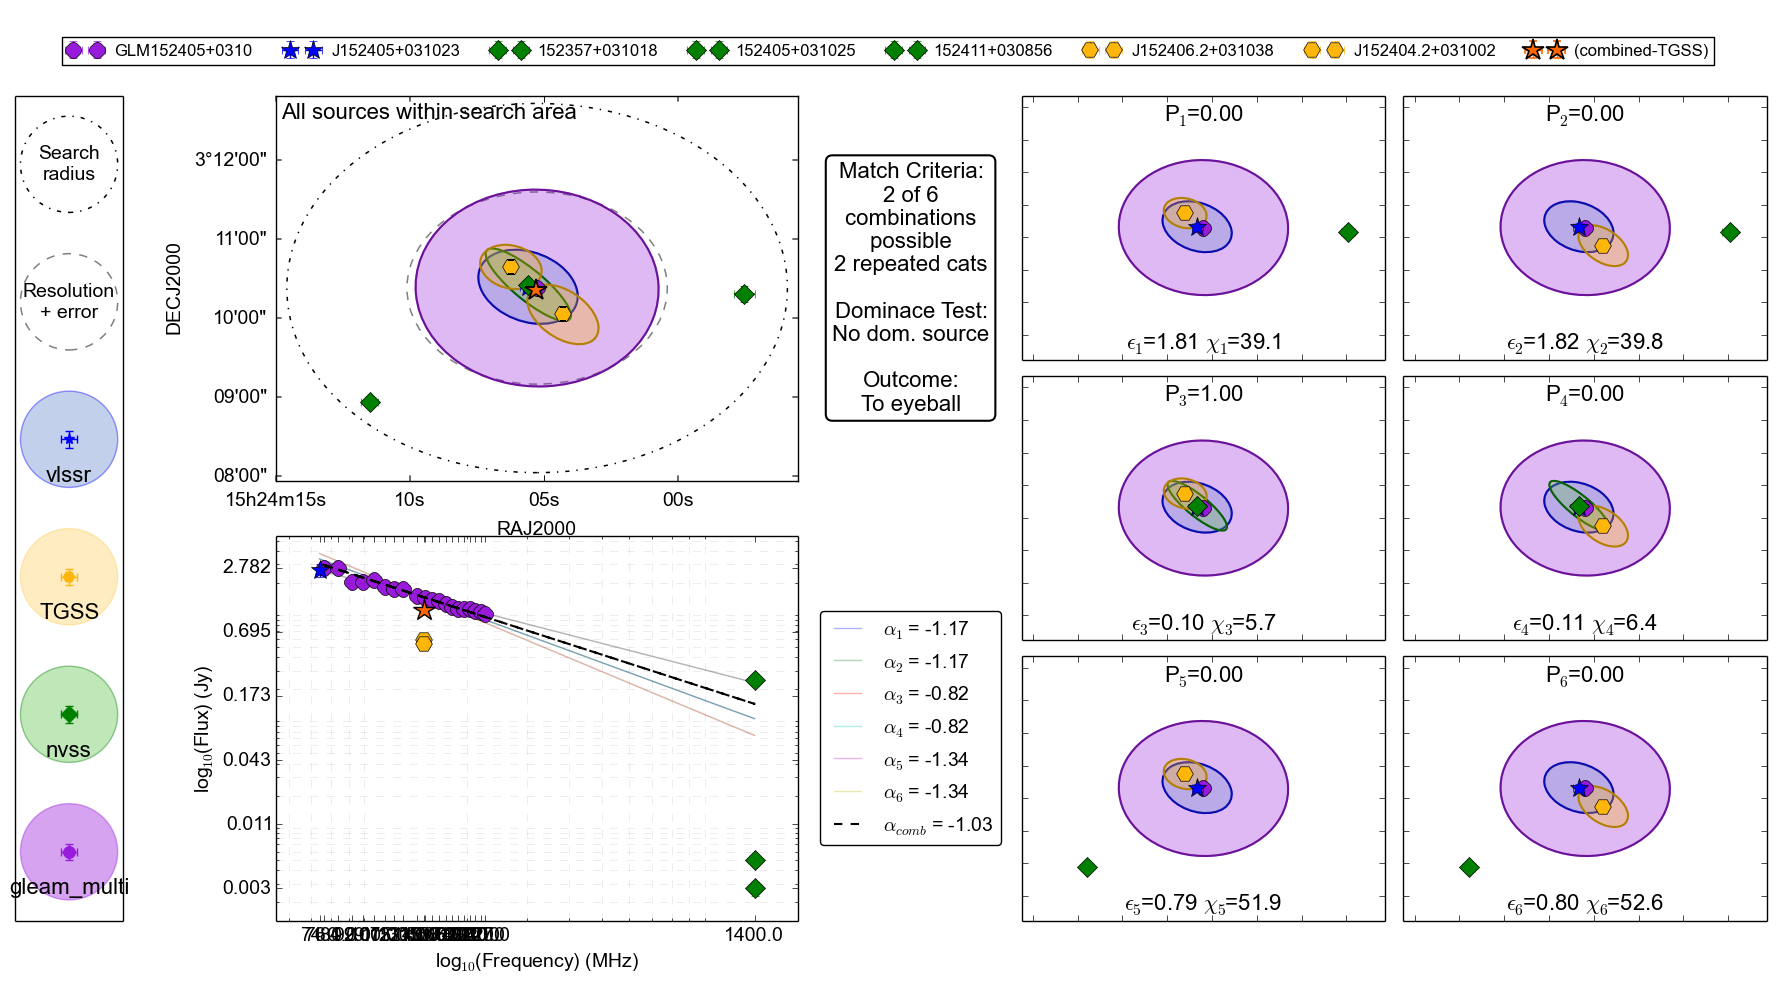 GLM152405+0310 J152405+031023 152357+031018 152405+031025 152411+030856 J152406.2+031038 J152404.2+031002 (combined-TGSS)
Search
radius
Resolution
+ error
vlssr
TGSS
nvss
gleam_multi
All sources within search area
DECJ2000
3°12'00"
11'00"
10'00"
09'00"
08'00"
15h24m15s 10s 05s 00s
RAJ2000
log10(Flux) (Jy)
2.782
0.695
0.173
0.043
0.011
0.003
1400.0
log10(Frequency) (MHz)
Match Criteria:
2 of 6
combinations
possible
2 repeated cats
Dominace Test:
No dom. source
Outcome:
To eyeball
α1 = -1.17
α2 = -1.17
α3 = -0.82
α4 = -0.82
α5 = -1.34
α6 = -1.34
αcomb = -1.03
P1=0.00
ϵ1=1.81 χ1=39.1
P2=0.00
ϵ2=1.82 χ2=39.8
P3=1.00
ϵ3=0.10 χ3=5.7
P4=0.00
ϵ4=0.11 χ4=6.4
P5=0.00
ϵ5=0.79 χ5=51.9
P6=0.00
ϵ6=0.80 χ6=52.6